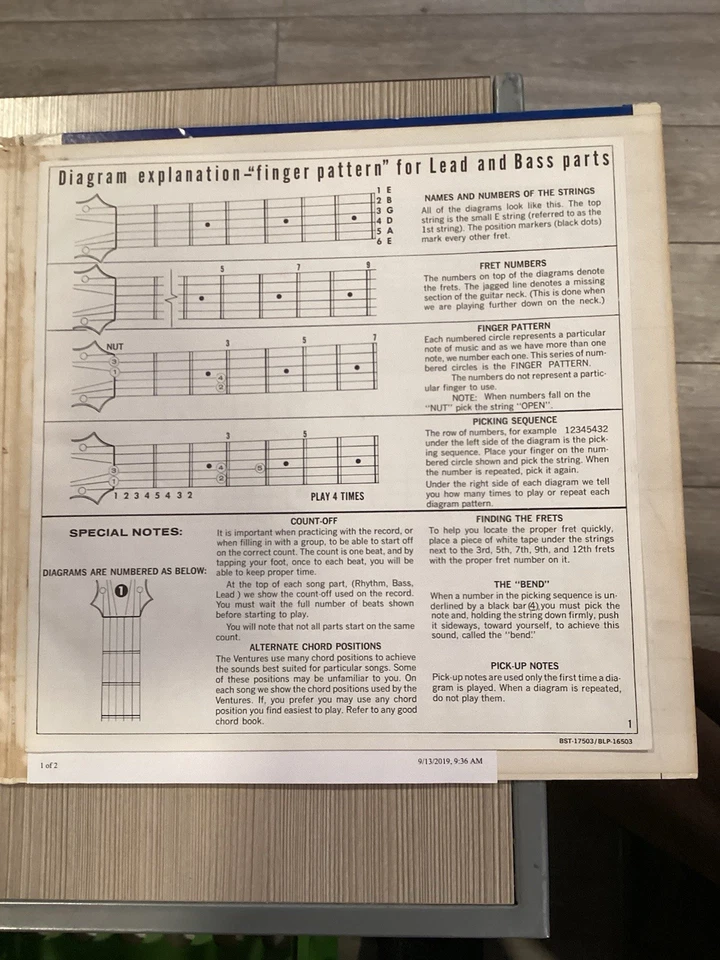 Diagram explanation-"finger pattern" for Lead and Bass parts
1 E
2 B
3 G
4 D
5 A
6 E
NAMES AND NUMBERS OF THE STRINGS
All of the diagrams look like this. The top
string is the small E string (referred to as the
1st string). The position markers (black dots)
mark every other fret.
5 7 9
FRET NUMBERS
The numbers on top of the diagrams denote
the frets. The jagged line denotes a missing
section of the guitar neck. (This is done when
we are playing further down on the neck.)
NUT 3 5 7
3
1
4
2
FINGER PATTERN
Each numbered circle represents a particular
note of music and as we have more than one
note, we number each one. This series of num-
bered circles is the FINGER PATTERN.
The numbers do not represent a partic-
ular finger to use.
NOTE: When numbers fall on the
"NUT" pick the string "OPEN".
3 5
3
1
4
2
5
1 2 3 4 5 4 3 2 PLAY 4 TIMES
PICKING SEQUENCE
The row of numbers, for example 12345432
under the left side of the diagram is the pick-
ing sequence. Place your finger on the num-
bered circle shown and pick the string. When
the number is repeated, pick it again.
Under the right side of each diagram we tell
you how many times to play or repeat each
diagram pattern.
SPECIAL NOTES:
DIAGRAMS ARE NUMBERED AS BELOW:
1
COUNT-OFF
It is important when practicing with the record, or
when filling in with a group, to be able to start off
on the correct count. The count is one beat, and by
tapping your foot, once to each beat, you will be
able to keep proper time.
At the top of each song part, (Rhythm, Bass,
Lead ) we show the count-off used on the record.
You must wait the full number of beats shown
before starting to play.
You will note that not all parts start on the same
count.
ALTERNATE CHORD POSITIONS
The Ventures use many chord positions to achieve
the sounds best suited for particular songs. Some
of these positions may be unfamiliar to you. On
each song we show the chord positions used by the
Ventures. If, you prefer you may use any chord
position you find easiest to play. Refer to any good
chord book.
FINDING THE FRETS
To help you locate the proper fret quickly,
place a piece of white tape under the strings
next to the 3rd, 5th, 7th, 9th, and 12th frets
with the proper fret number on it.
THE "BEND"
When a number in the picking sequence is un-
derlined by a black bar(4),you must pick the
note and, holding the string down firmly, push
it sideways, toward yourself, to achieve this
sound, called the "bend."
PICK-UP NOTES
Pick-up notes are used only the first time a dia-
gram is played. When a diagram is repeated,
do not play them.
1
BST-17503/BLP-16503
1 of 2 9/13/2019, 9:36 AM